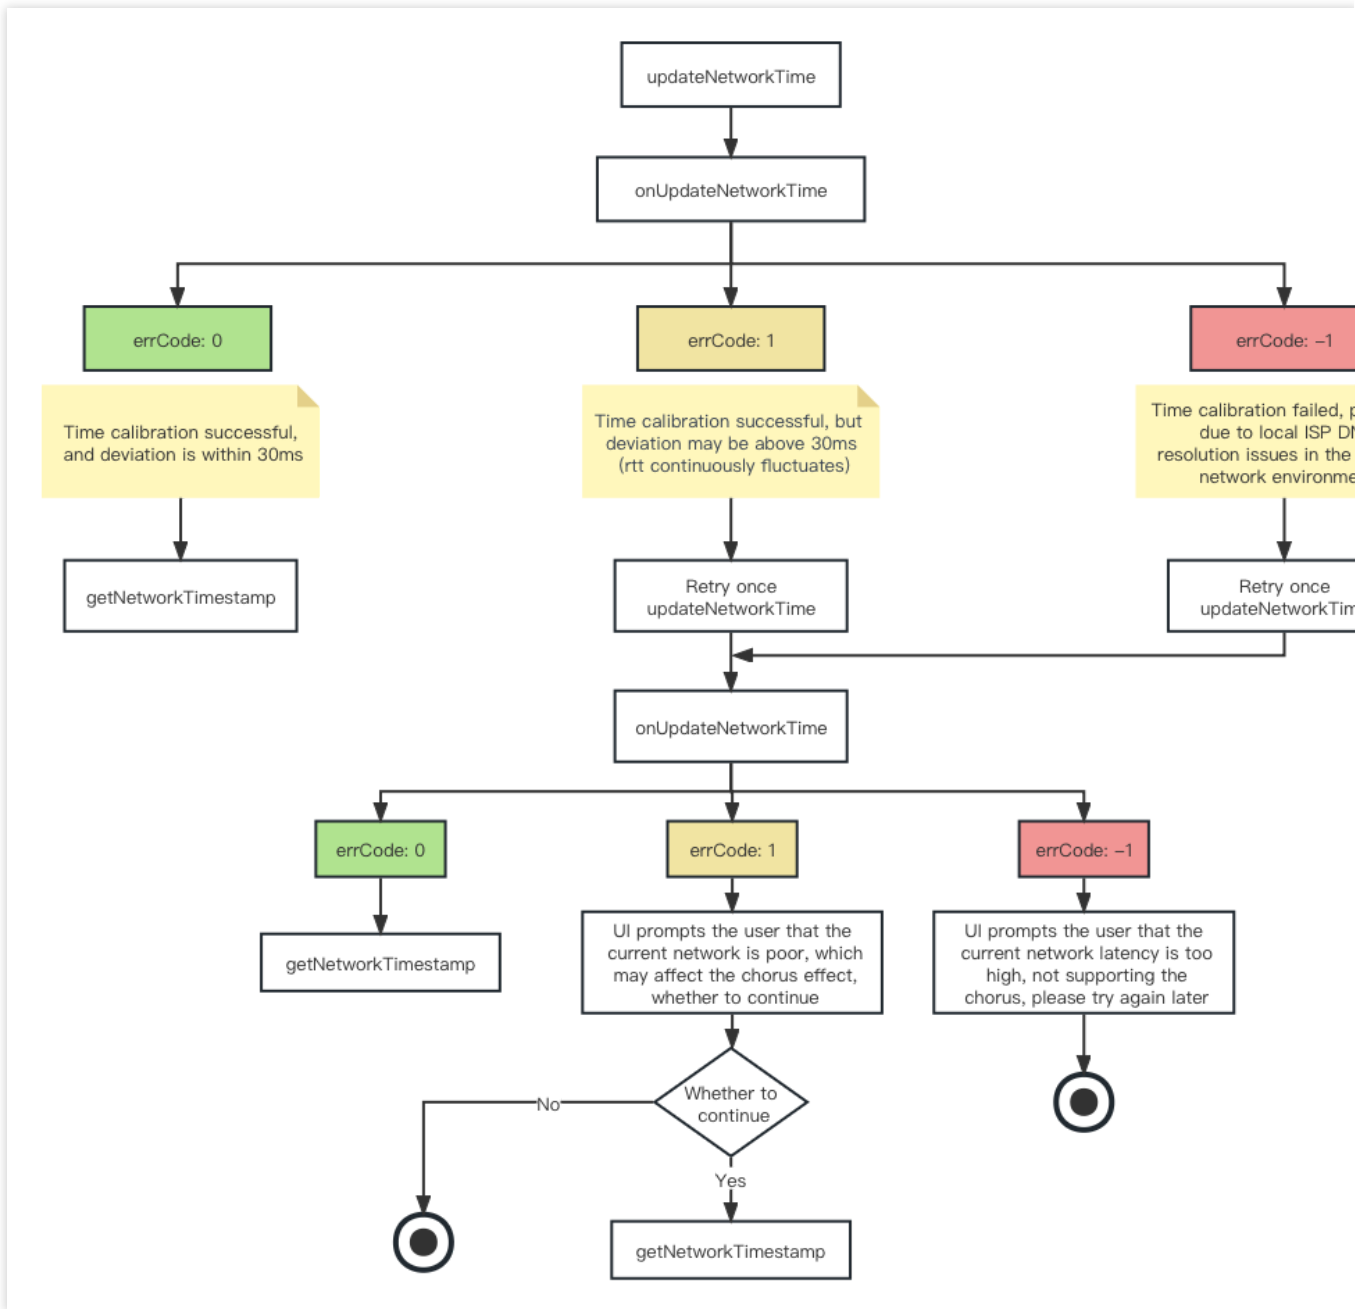 updateNetworkTime
onUpdateNetworkTime
errCode: 0
errCode: 1
errCode: –1
Time calibration successful,
and deviation is within 30ms
Time calibration successful, but
deviation may be above 30ms
(rtt continuously fluctuates)
Time calibration failed,
due to local ISP
resolution issues in the
network
getNetworkTimestamp
Retry once
updateNetworkTime
Retry once
onUpdateNetworkTime
errCode: 0
errCode: 1
errCode: –1
getNetworkTimestamp
UI prompts the user that the
current network is poor, which
may affect the chorus effect,
whether to continue
UI prompts the user that the
current network latency is too
high, not supporting the
chorus, please try again later
Whether to
continue
No
Yes
getNetworkTimestamp